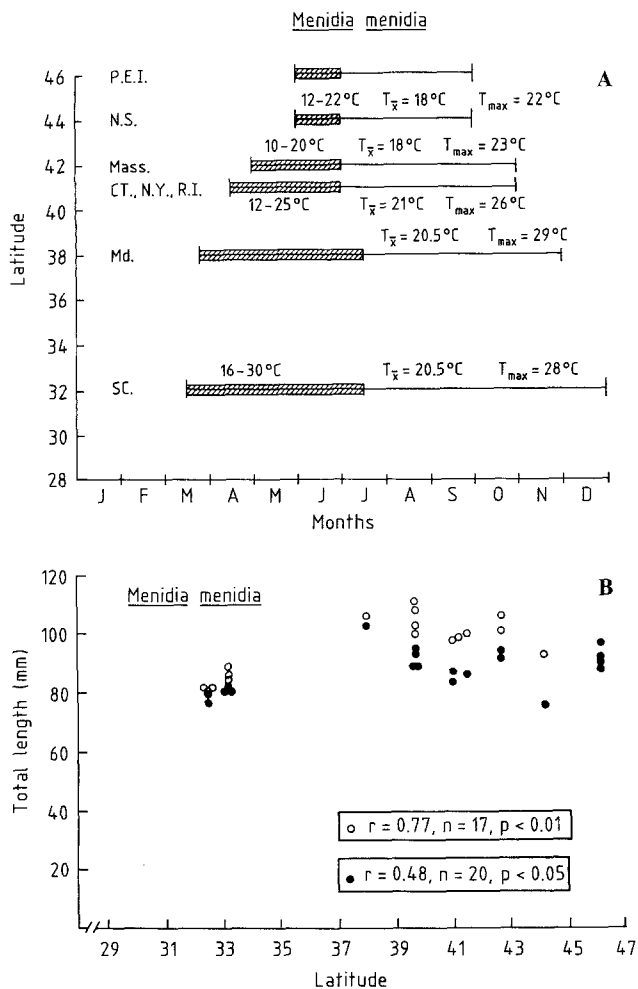 Menidia menidia
A
46
P.E.I.
12-22°C T x̄ = 18°C T max = 22°C
44
N.S.
10-20°C T x̄ = 18°C T max = 23°C
42
Mass.
CT., N.Y., R.I.
40
12-25°C T x̄ = 21°C T max = 26°C
T x̄ = 20.5°C T max = 29°C
38
Md.
36
34
16-30°C T x̄ = 20.5°C T max = 28°C
32
SC.
30
28
Latitude
J F M A M J J A S O N D
Months
B
Menidia menidia
120
100
80
60
40
20
Total length (mm)
○ r = 0.77, n = 17, p < 0.01
● r = 0.48, n = 20, p < 0.05
29 31 33 35 37 39 41 43 45 47
Latitude